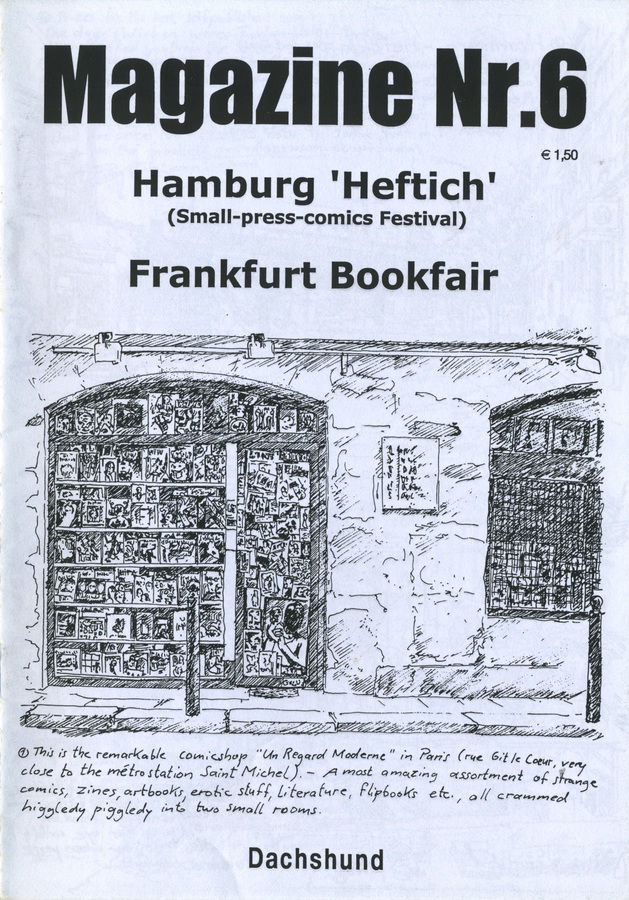 Magazine Nr.6
€ 1,50
Hamburg 'Heftich'
(Small-press-comics Festival)
Frankfurt Bookfair
① This is the remarkable comicshop "Un Regard Moderne" in Paris (rue Gît le Cœur, very
close to the métrostation Saint Michel). – A most amazing assortment of strange
comics, zines, artbooks, erotic stuff, literature, flipbooks etc., all crammed
higgledy piggledy into two small rooms.
Dachshund